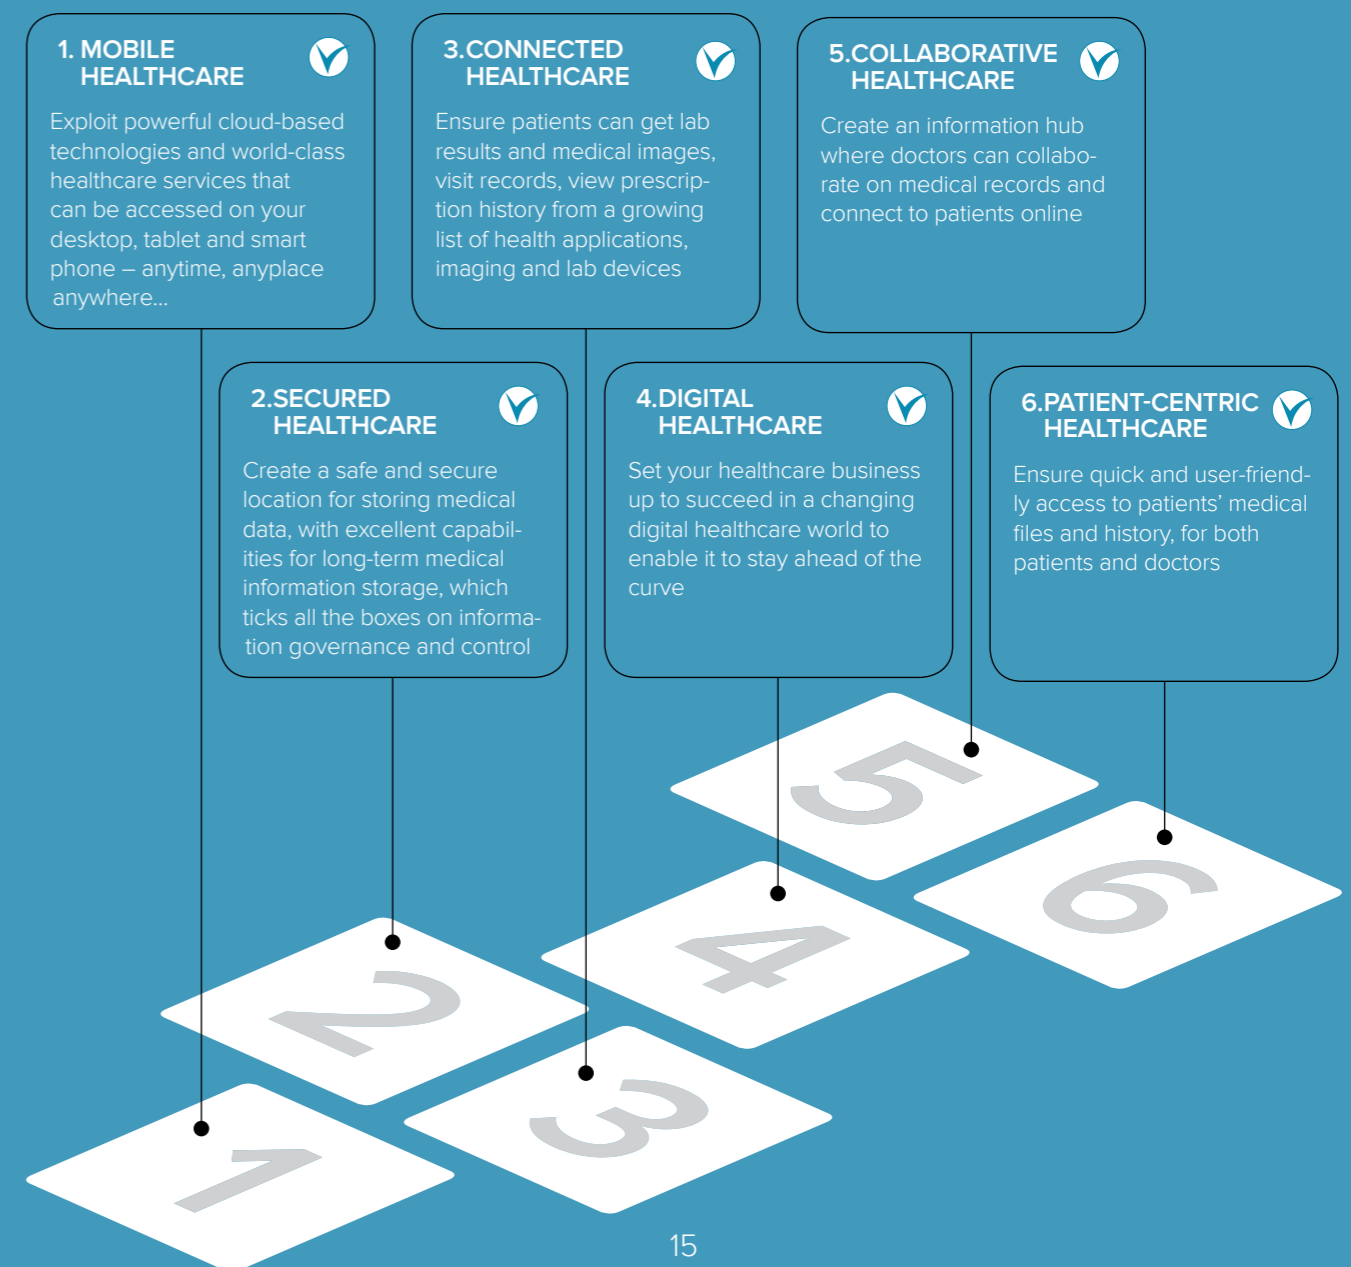 1. MOBILE
HEALTHCARE
Exploit powerful cloud-based
technologies and world-class
healthcare services that
can be accessed on your
desktop, tablet and smart
phone – anytime, anyplace
anywhere...
2.SECURED
HEALTHCARE
Create a safe and secure
location for storing medical
data, with excellent capabil-
ities for long-term medical
information storage, which
ticks all the boxes on informa-
tion governance and control
3.CONNECTED
HEALTHCARE
Ensure patients can get lab
results and medical images,
visit records, view prescrip-
tion history from a growing
list of health applications,
imaging and lab devices
4.DIGITAL
HEALTHCARE
Set your healthcare business
up to succeed in a changing
digital healthcare world to
enable it to stay ahead of the
curve
5.COLLABORATIVE
HEALTHCARE
Create an information hub
where doctors can collabo-
rate on medical records and
connect to patients online
6.PATIENT-CENTRIC
HEALTHCARE
Ensure quick and user-friend-
ly access to patients’ medical
files and history, for both
patients and doctors
5
6
4
2
3
1
15